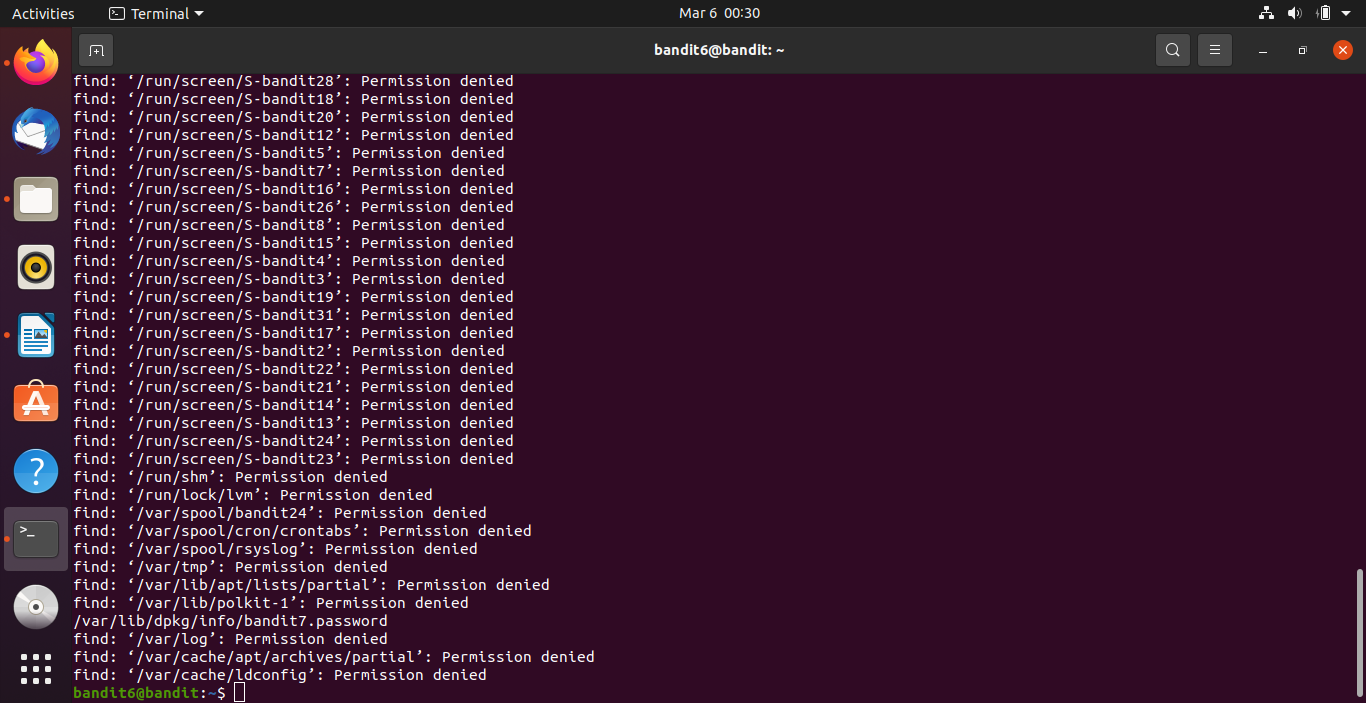 Activities
Terminal
Mar 6 00:30
bandit6@bandit: ~
find: ‘/run/screen/S-bandit28’: Permission denied
find: ‘/run/screen/S-bandit18’: Permission denied
find: ‘/run/screen/S-bandit20’: Permission denied
find: ‘/run/screen/S-bandit12’: Permission denied
find: ‘/run/screen/S-bandit5’: Permission denied
find: ‘/run/screen/S-bandit7’: Permission denied
find: ‘/run/screen/S-bandit16’: Permission denied
find: ‘/run/screen/S-bandit26’: Permission denied
find: ‘/run/screen/S-bandit8’: Permission denied
find: ‘/run/screen/S-bandit15’: Permission denied
find: ‘/run/screen/S-bandit4’: Permission denied
find: ‘/run/screen/S-bandit3’: Permission denied
find: ‘/run/screen/S-bandit19’: Permission denied
find: ‘/run/screen/S-bandit31’: Permission denied
find: ‘/run/screen/S-bandit17’: Permission denied
find: ‘/run/screen/S-bandit2’: Permission denied
find: ‘/run/screen/S-bandit22’: Permission denied
find: ‘/run/screen/S-bandit21’: Permission denied
find: ‘/run/screen/S-bandit14’: Permission denied
find: ‘/run/screen/S-bandit13’: Permission denied
find: ‘/run/screen/S-bandit24’: Permission denied
find: ‘/run/screen/S-bandit23’: Permission denied
find: ‘/run/shm’: Permission denied
find: ‘/run/lock/lvm’: Permission denied
find: ‘/var/spool/bandit24’: Permission denied
find: ‘/var/spool/cron/crontabs’: Permission denied
find: ‘/var/spool/rsyslog’: Permission denied
find: ‘/var/tmp’: Permission denied
find: ‘/var/lib/apt/lists/partial’: Permission denied
find: ‘/var/lib/polkit-1’: Permission denied
/var/lib/dpkg/info/bandit7.password
find: ‘/var/log’: Permission denied
find: ‘/var/cache/apt/archives/partial’: Permission denied
find: ‘/var/cache/ldconfig’: Permission denied
bandit6@bandit:~$